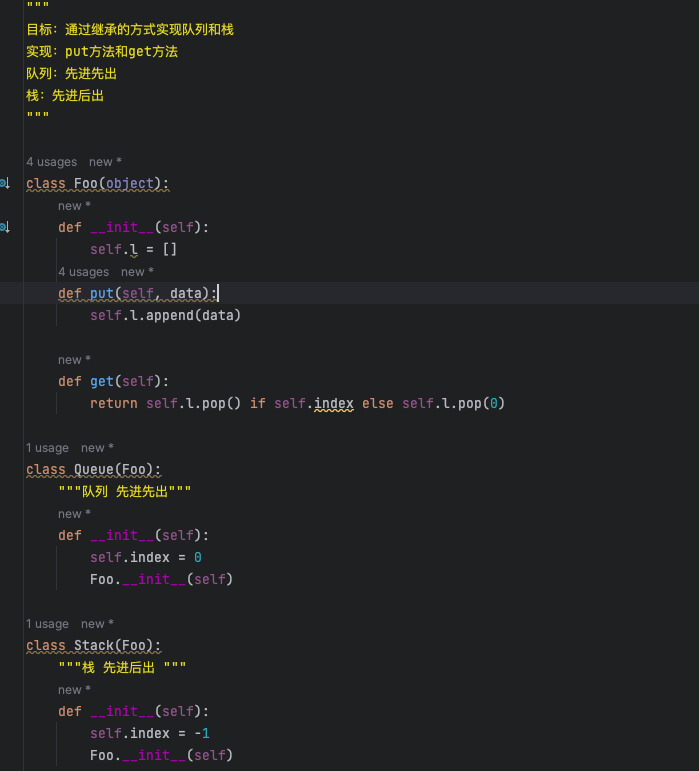 """
目标：通过继承的方式实现队列和栈
实现：put方法和get方法
队列：先进先出
栈：先进后出
"""
4 usages new *
class Foo(object):
new *
def __init__(self):
self.l = []
4 usages new *
def put(self, data):
self.l.append(data)
new *
def get(self):
return self.l.pop() if self.index else self.l.pop(0)
1 usage new *
class Queue(Foo):
"""队列 先进先出"""
new *
def __init__(self):
self.index = 0
Foo.__init__(self)
1 usage new *
class Stack(Foo):
"""栈 先进后出 """
new *
def __init__(self):
self.index = -1
Foo.__init__(self)